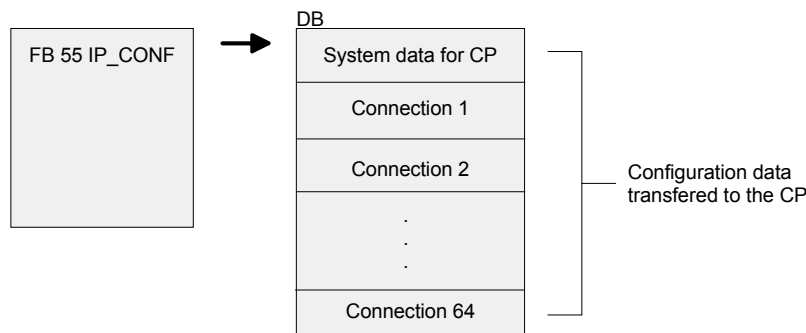 DB
FB 55 IP_CONF
System data for CP
Connection 1
Connection 2
.
.
.
Connection 64
Configuration data
transfered to the CP